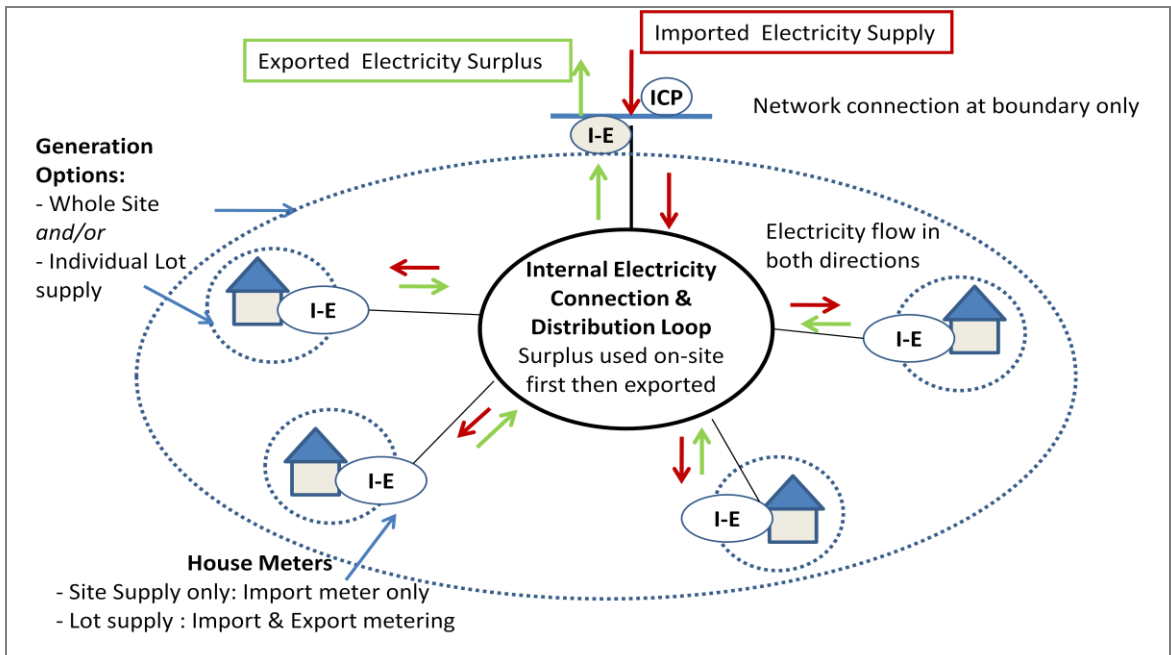 Imported  Electricity Supply
Exported  Electricity Surplus
ICP
Network connection at boundary only
I-E
Generation
Options:
- Whole Site
and/or
- Individual Lot
supply
Electricity flow in
both directions
Internal Electricity
Connection &
Distribution Loop
Surplus used on-site
first then exported
I-E
I-E
I-E
I-E
House Meters
- Site Supply only: Import meter only
- Lot supply : Import & Export metering